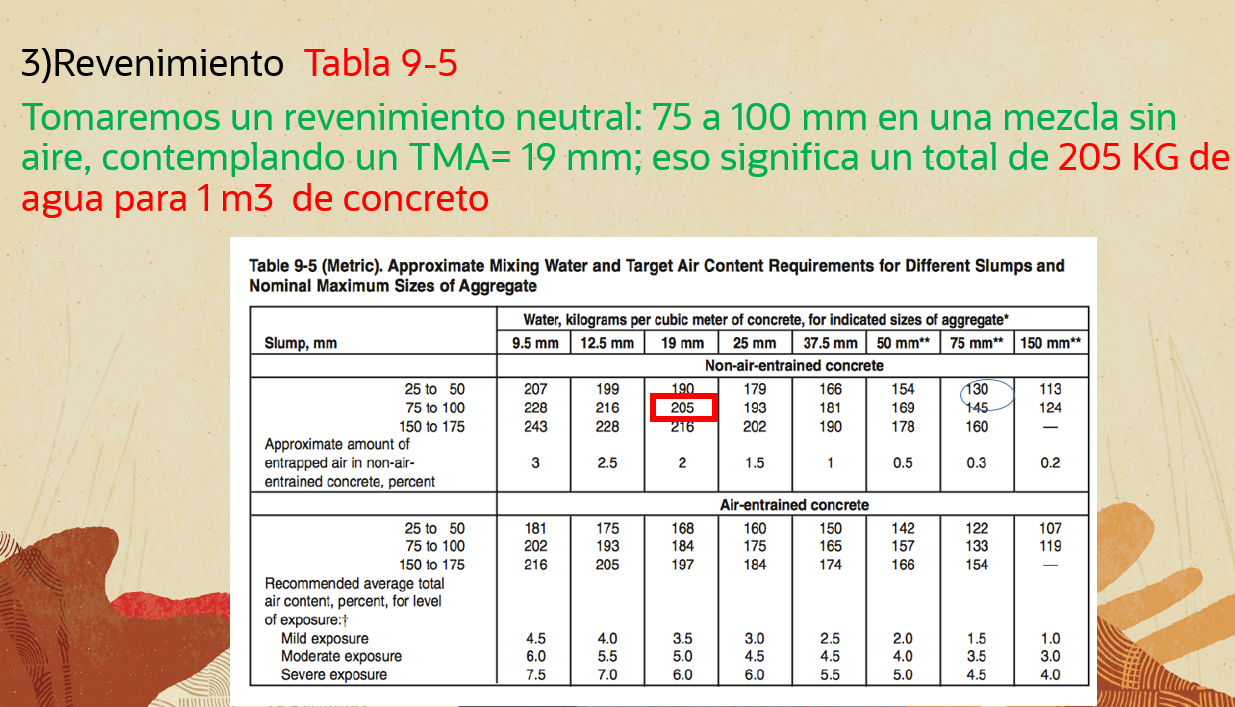 3)Revenimiento Tabla 9-5
Tomaremos un revenimiento neutral: 75 a 100 mm en una mezcla sin
aire, contemplando un TMA= 19 mm; eso significa un total de 205 KG de
agua para 1 m3 de concreto
Table 9-5 (Metric). Approximate Mixing Water and Target Air Content Requirements for Different Slumps and
Nominal Maximum Sizes of Aggregate
Water, kilograms per cubic meter of concrete, for indicated sizes of aggregate*
Slump, mm 9.5 mm 12.5 mm 19 mm 25 mm 37.5 mm 50 mm** 75 mm** 150 mm**
Non-air-entrained concrete
25 to 50 207 199 190 179 166 154 130 113
75 to 100 228 216 205 193 181 169 145 124
150 to 175 243 228 216 202 190 178 160 —
Approximate amount of
entrapped air in non-air- 3 2.5 2 1.5 1 0.5 0.3 0.2
entrained concrete, percent
Air-entrained concrete
25 to 50 181 175 168 160 150 142 122 107
75 to 100 202 193 184 175 165 157 133 119
150 to 175 216 205 197 184 174 166 154 —
Recommended average total
air content, percent, for level
of exposure:†
Mild exposure 4.5 4.0 3.5 3.0 2.5 2.0 1.5 1.0
Moderate exposure 6.0 5.5 5.0 4.5 4.5 4.0 3.5 3.0
Severe exposure 7.5 7.0 6.0 6.0 5.5 5.0 4.5 4.0